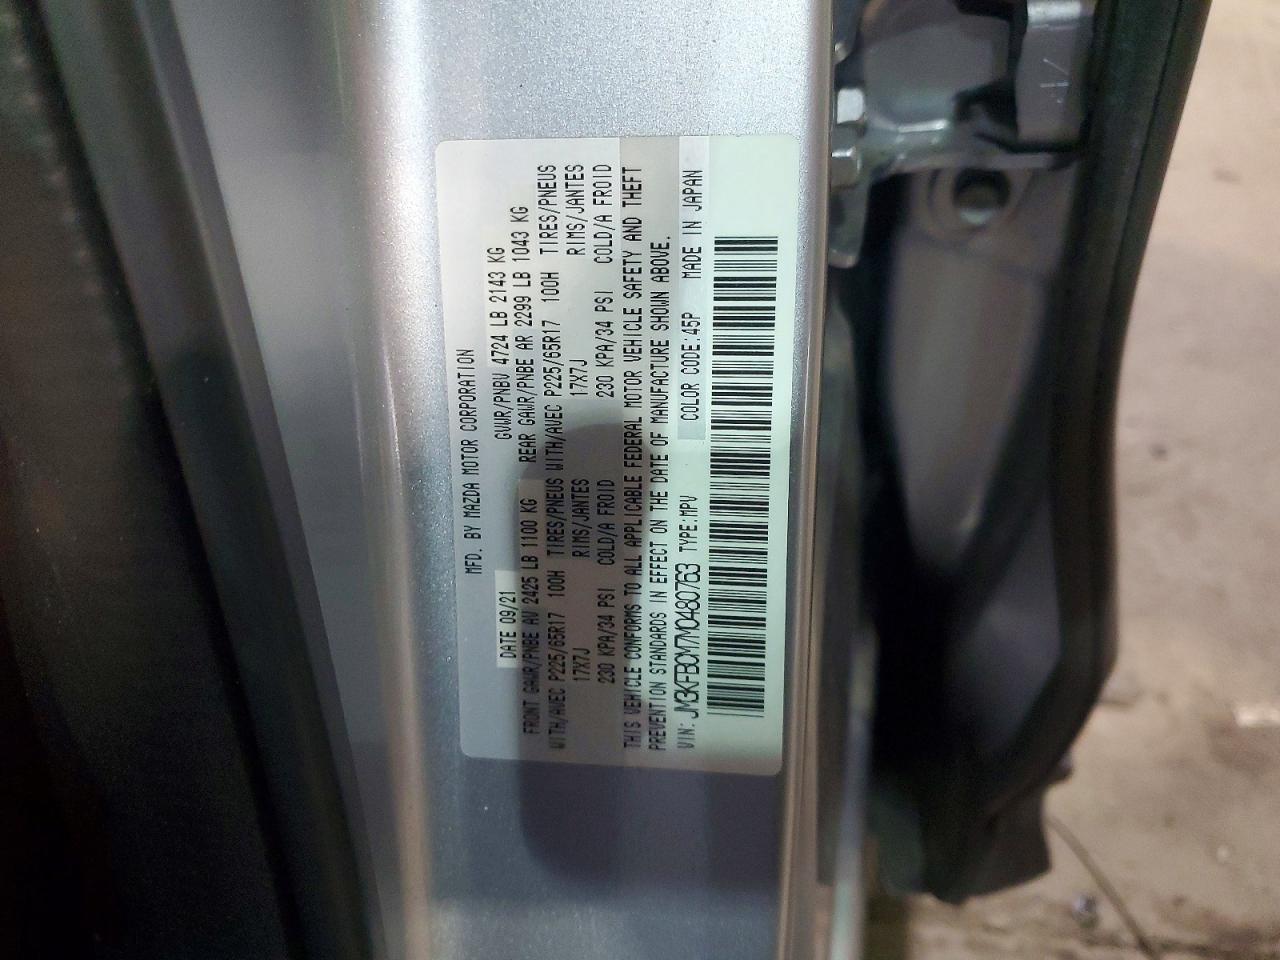 MFD. BY MAZDA MOTOR CORPORATION
DATE 09/21 GVWR/PNBV 4724 LB 2143 KG
FRONT GAWR/PNBE AV 2425 LB 1100 KG REAR GAWR/PNBE AR 2299 LB 1043 KG
WITH/AVEC P225/65R17 100H TIRES/PNEUS WITH/AVEC P225/65R17 100H TIRES/PNEUS
17X7J RIMS/JANTES 17X7J RIMS/JANTES
230 KPA/34 PSI COLD/A FROID 230 KPA/34 PSI COLD/A FROID
THIS VEHICLE CONFORMS TO ALL APPLICABLE FEDERAL MOTOR VEHICLE SAFETY AND THEFT
PREVENTION STANDARDS IN EFFECT ON THE DATE OF MANUFACTURE SHOWN ABOVE.
VIN: JM3KFBCM7M0480763 TYPE:MPV COLOR CODE:45P MADE IN JAPAN